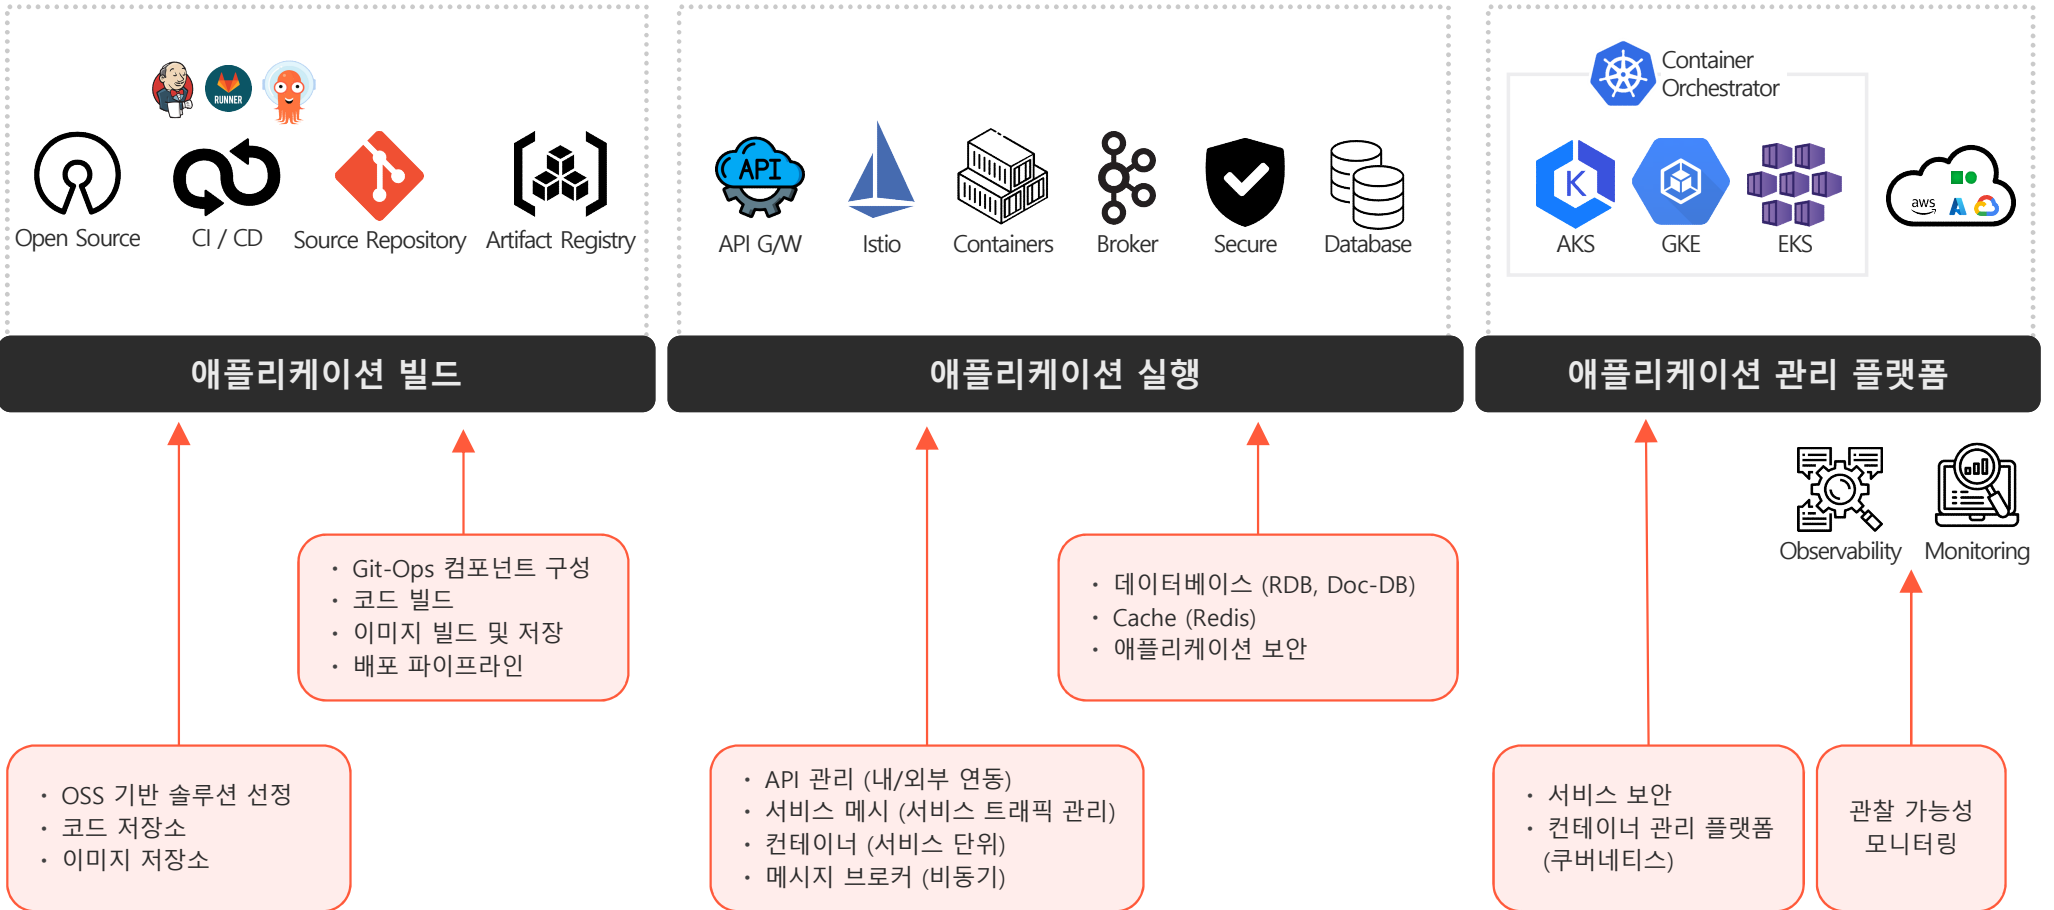 RUNNER
Open Source
CI / CD
Source Repository
Artifact Registry
API
API G/W
Istio
Containers
Broker
Secure
Database
Container
Orchestrator
K
AKS
GKE
EKS
aws
애플리케이션 빌드
애플리케이션 실행
애플리케이션 관리 플랫폼
Observability
Monitoring
· Git-Ops 컴포넌트 구성
· 코드 빌드
· 이미지 빌드 및 저장
· 배포 파이프라인
· 데이터베이스 (RDB, Doc-DB)
· Cache (Redis)
· 애플리케이션 보안
· OSS 기반 솔루션 선정
· 코드 저장소
· 이미지 저장소
· API 관리 (내/외부 연동)
· 서비스 메시 (서비스 트래픽 관리)
· 컨테이너 (서비스 단위)
· 메시지 브로커 (비동기)
· 서비스 보안
· 컨테이너 관리 플랫폼
(쿠버네티스)
관찰 가능성
모니터링